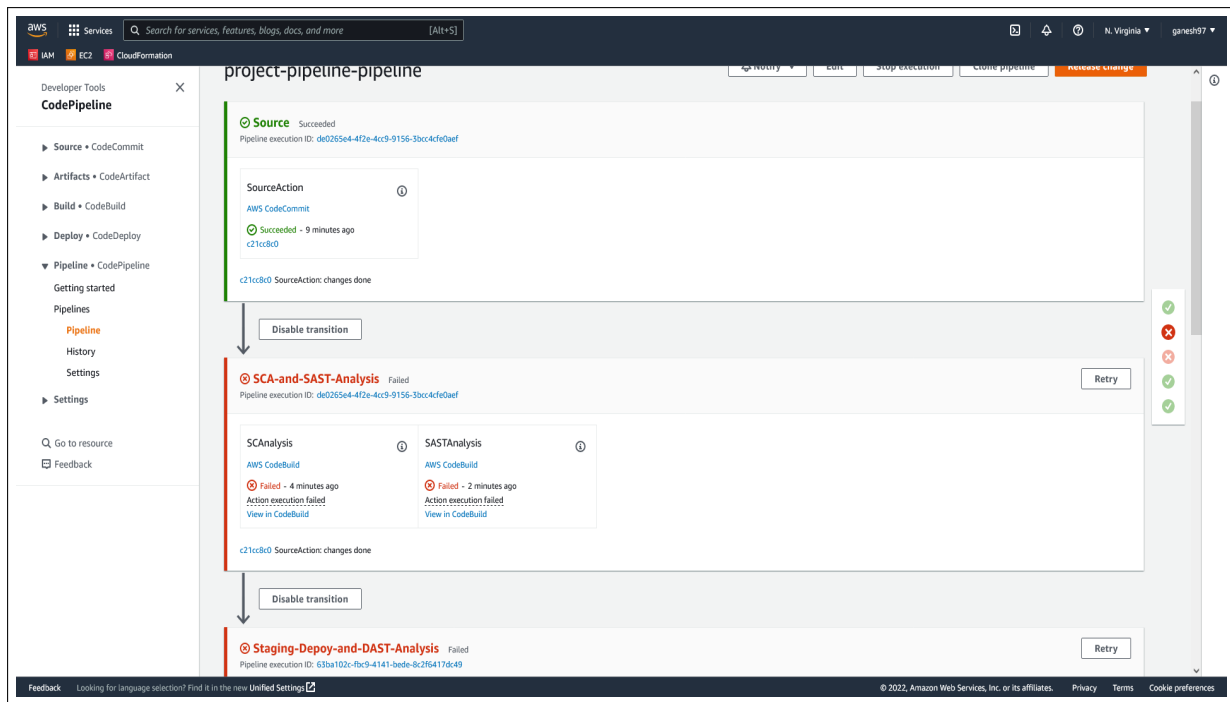 aws
Services
Search for services, features, blogs, docs, and more
[Alt+S]
N. Virginia
ganesh97
IAM
EC2
CloudFormation
Developer Tools
CodePipeline
Source • CodeCommit
Artifacts • CodeArtifact
Build • CodeBuild
Deploy • CodeDeploy
Pipeline • CodePipeline
Getting started
Pipelines
Pipeline
History
Settings
Settings
Go to resource
Feedback
project-pipeline-pipeline
Notify
Edit
Stop execution
Clone pipeline
Release change
Source Succeeded
Pipeline execution ID: de0265e4-4f2e-4cc9-9156-3bcc4cfe0aef
SourceAction
AWS CodeCommit
Succeeded - 9 minutes ago
c21cc8c0
c21cc8c0 SourceAction: changes done
Disable transition
SCA-and-SAST-Analysis Failed
Retry
Pipeline execution ID: de0265e4-4f2e-4cc9-9156-3bcc4cfe0aef
SCAnalysis
AWS CodeBuild
Failed - 4 minutes ago
Action execution failed
View in CodeBuild
SASTAnalysis
AWS CodeBuild
Failed - 2 minutes ago
Action execution failed
View in CodeBuild
c21cc8c0 SourceAction: changes done
Disable transition
Staging-Depoy-and-DAST-Analysis Failed
Retry
Pipeline execution ID: 63ba102c-fbc9-4141-bede-8c2f6417dc49
Feedback
Looking for language selection? Find it in the new Unified Settings
© 2022, Amazon Web Services, Inc. or its affiliates.
Privacy
Terms
Cookie preferences